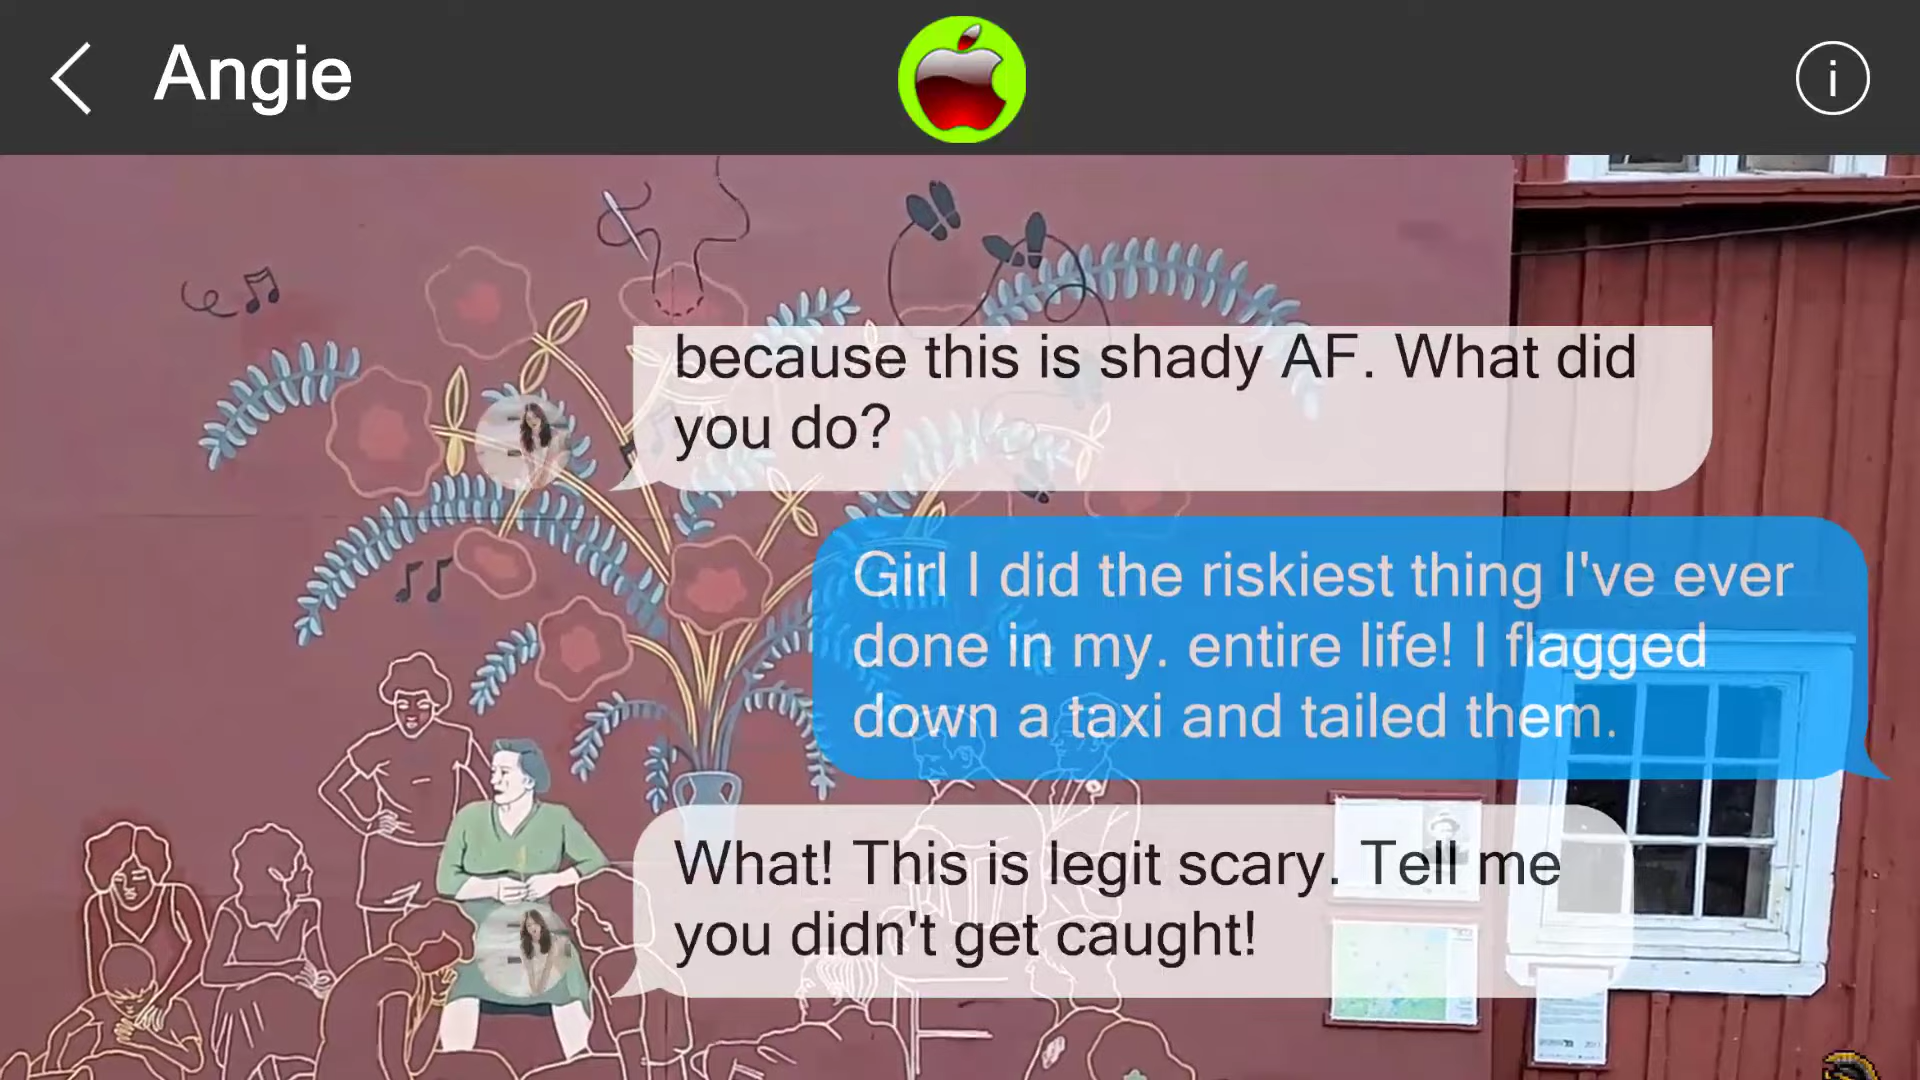 Angie
because this is shady AF. What did
you do?
Girl I did the riskiest thing I've ever
done in my. entire life! I flagged
down a taxi and tailed them.
What! This is legit scary. Tell me
you didn't get caught!